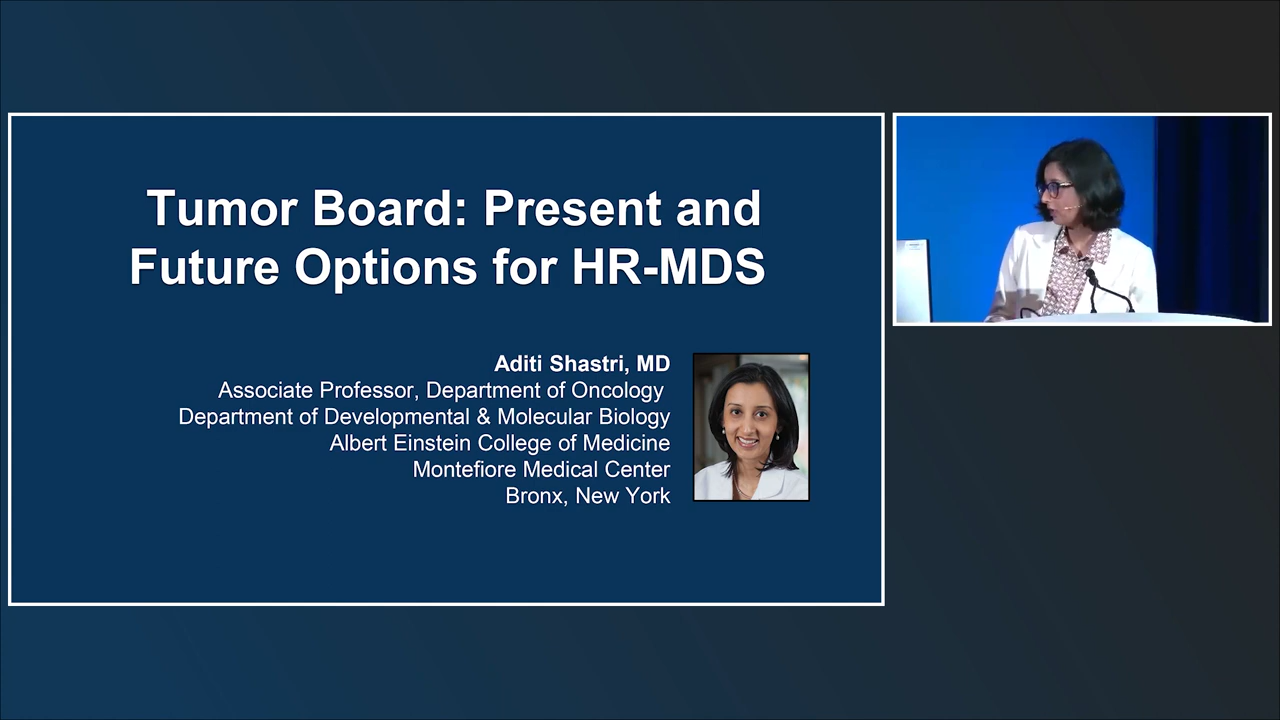 Tumor Board: Present and
Future Options for HR-MDS
Aditi Shastri, MD
Associate Professor, Department of Oncology
Department of Developmental & Molecular Biology
Albert Einstein College of Medicine
Montefiore Medical Center
Bronx, New York